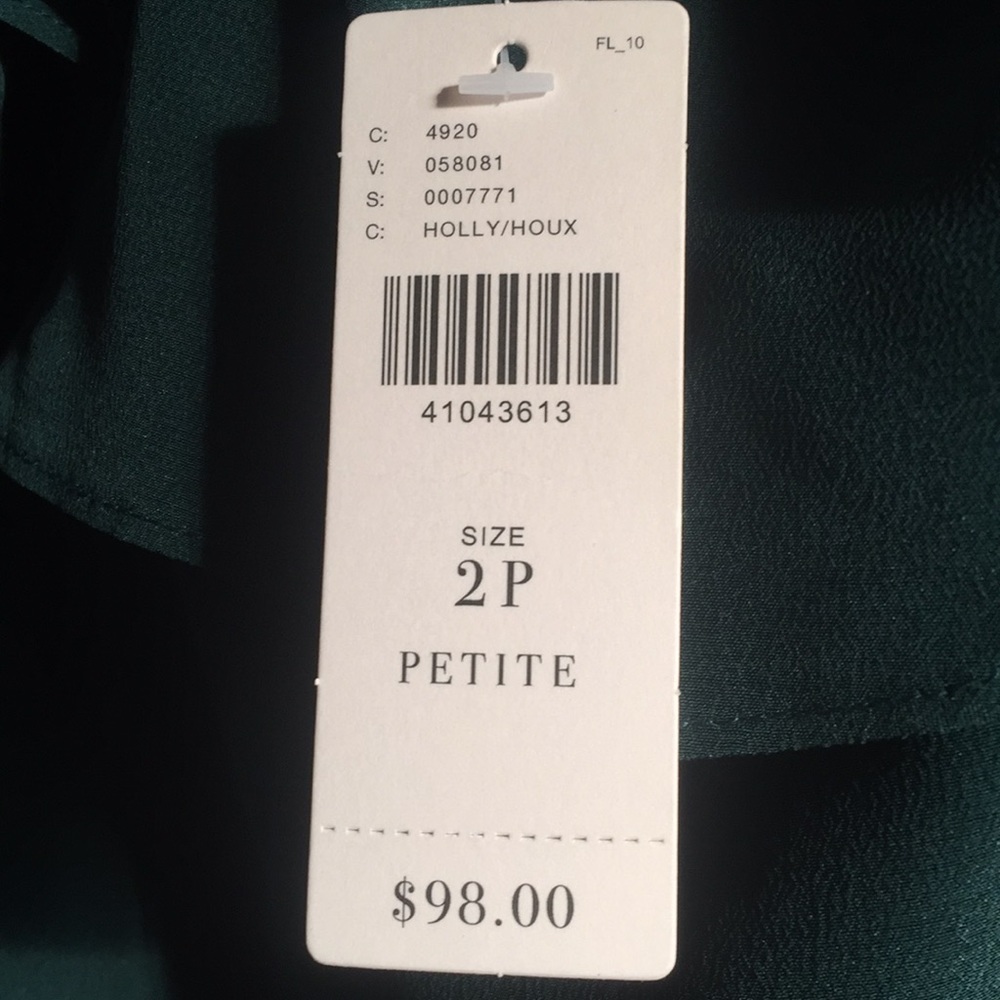 FL_10
C: 4920
V: 058081
S: 0007771
C: HOLLY/HOUX
41043613
SIZE
2P
PETITE
$98.00